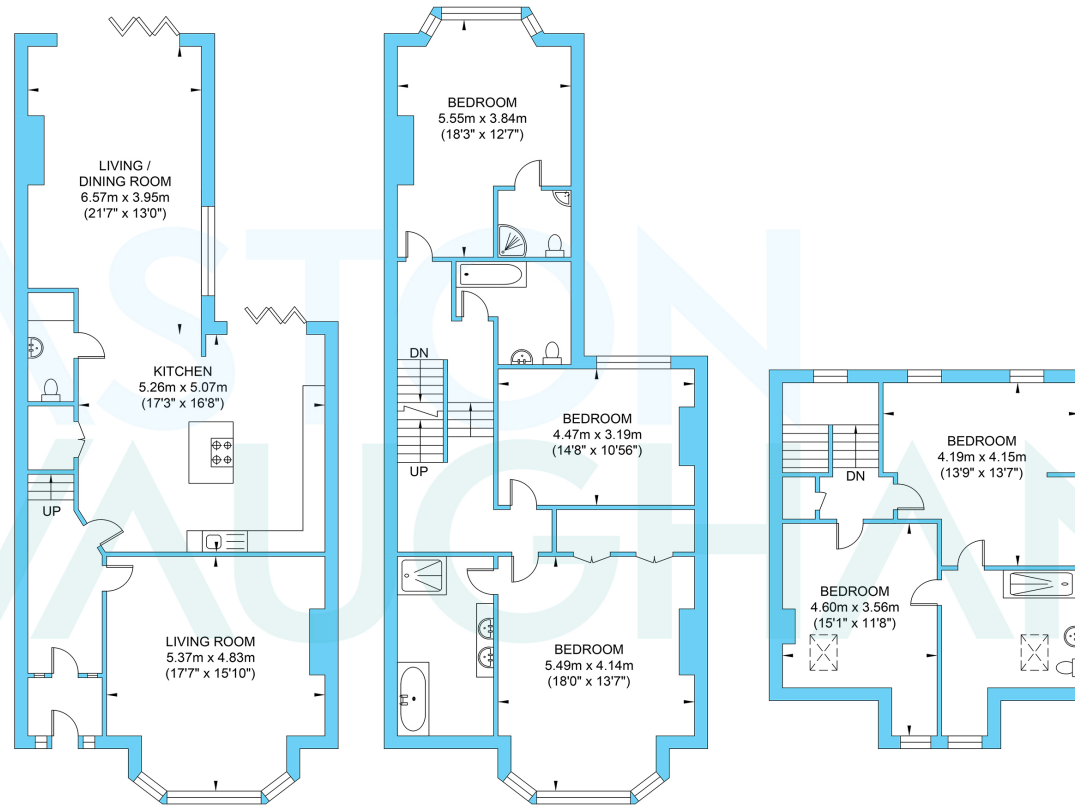 LIVING /
DINING ROOM
6.57m x 3.95m
(21'7" x 13'0")
KITCHEN
5.26m x 5.07m
(17'3" x 16'8")
UP
LIVING ROOM
5.37m x 4.83m
(17'7" x 15'10")
BEDROOM
5.55m x 3.84m
(18'3" x 12'7")
DN
UP
BEDROOM
4.47m x 3.19m
(14'8" x 10'56")
BEDROOM
5.49m x 4.14m
(18'0" x 13'7")
BEDROOM
4.19m x 4.15m
(13'9" x 13'7")
DN
BEDROOM
4.60m x 3.56m
(15'1" x 11'8")
ASTON
VAUGHAN